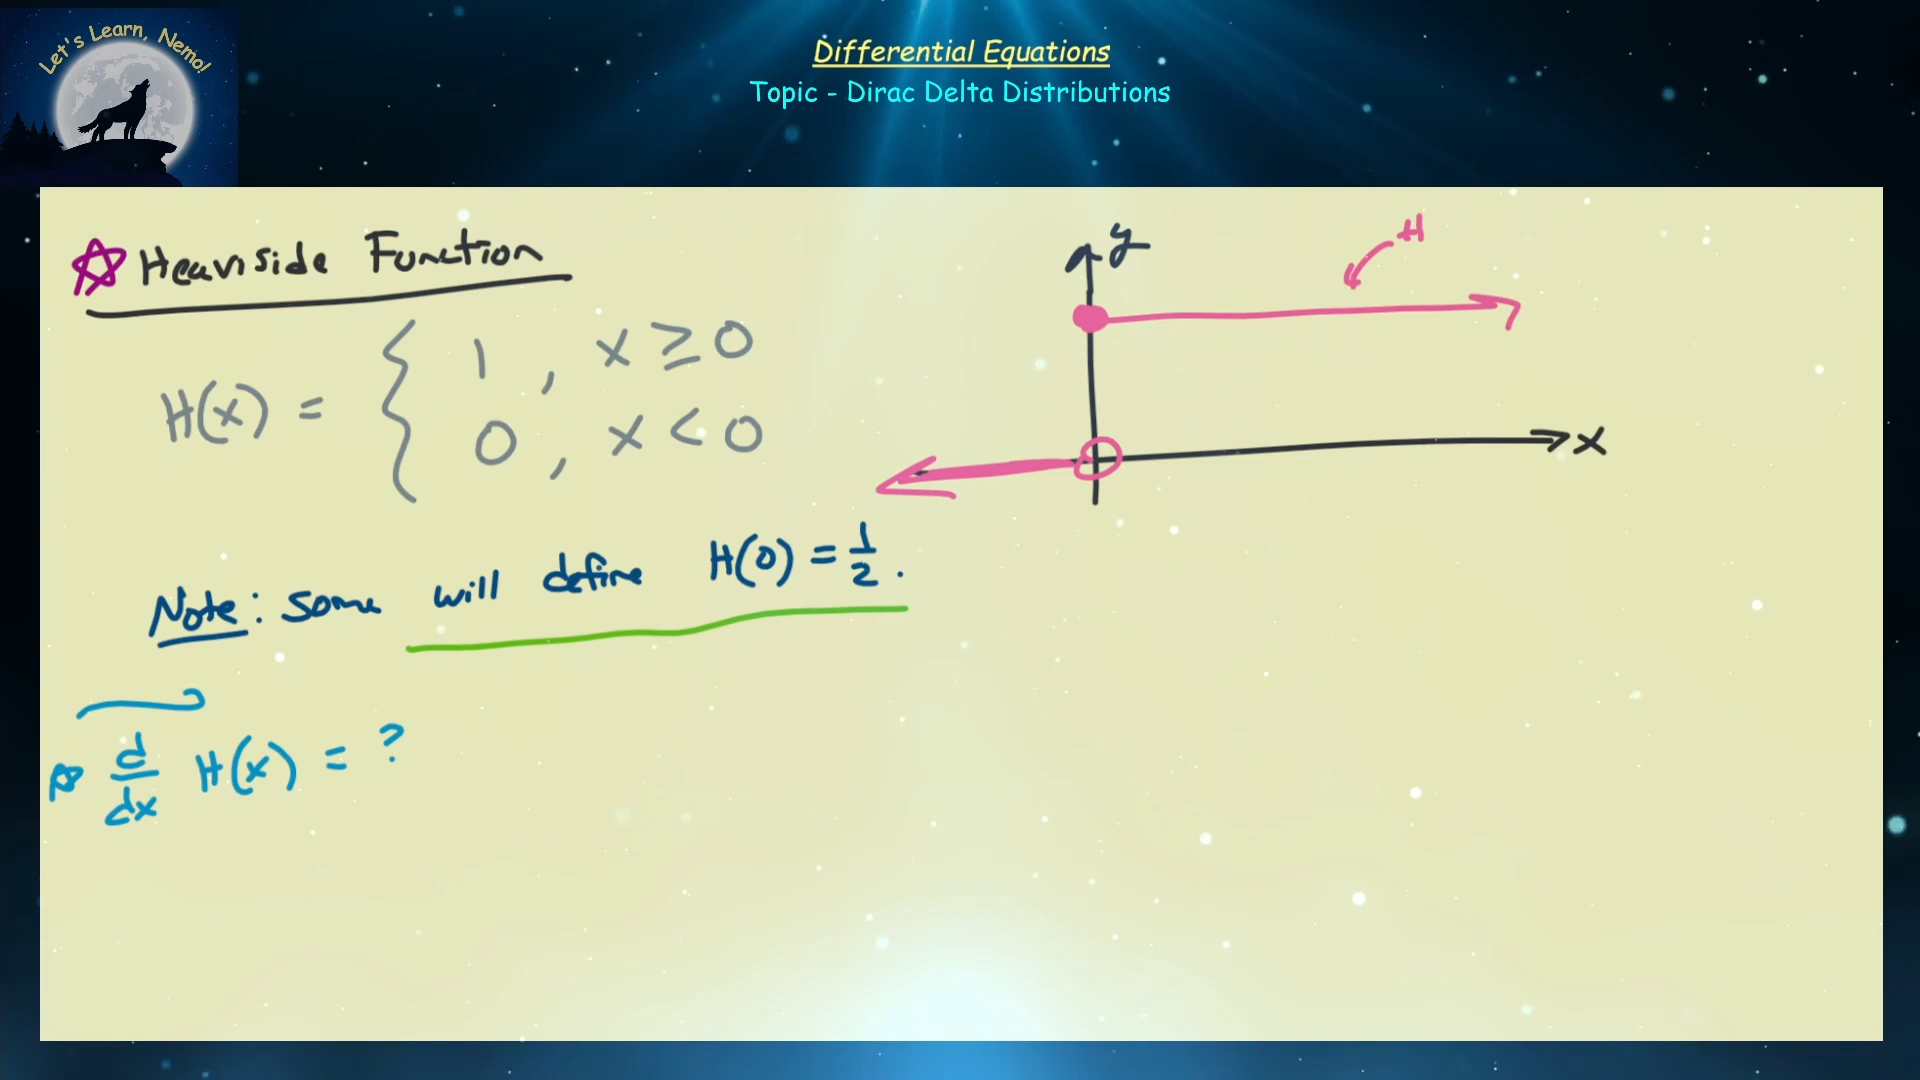 Let's Learn, Nemo!
Differential Equations
Topic - Dirac Delta Distributions
Heaviside Function
H(x) = { 1 , x ≥ 0
0 , x < 0
y
H
x
Note: some will define H(0) = 1/2 .
d/dx H(x) = ?